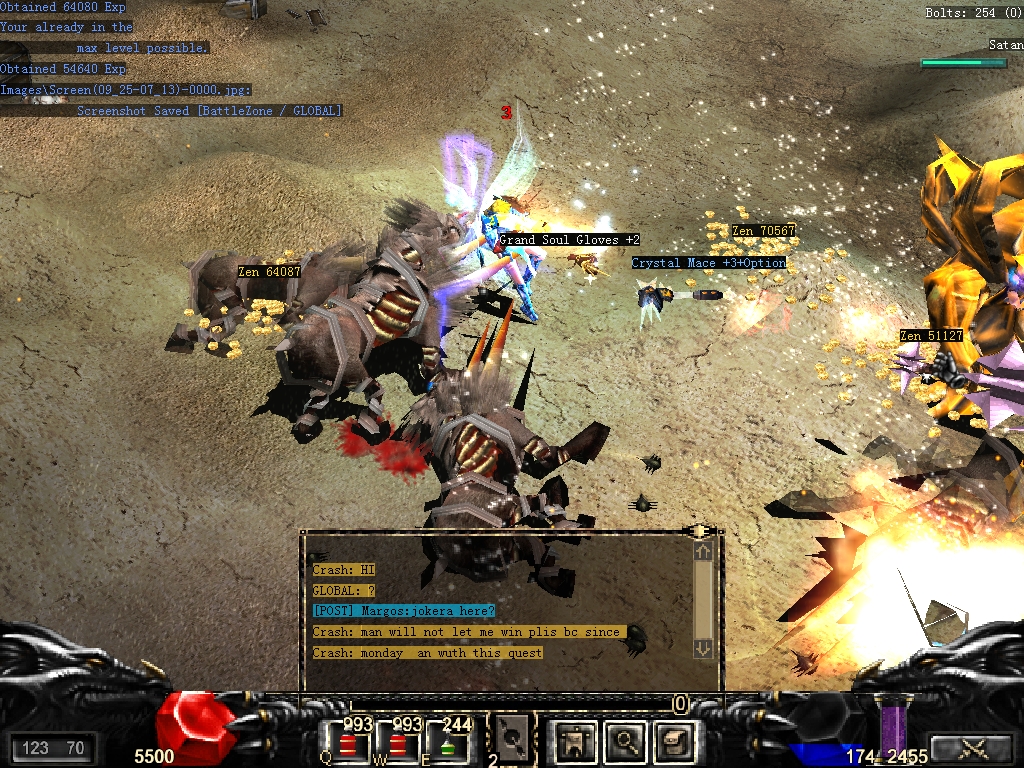 Obtained 64080 Exp
Bolts: 254 (0)
Your already in the
max level possible.
Satan
Obtained 54640 Exp
Images\Screen(09_25-07_13)-0000.jpg:
Screenshot Saved [BattleZone / GLOBAL]
3
Zen 70567
Grand Soul Gloves +2
Crystal Mace +3+Option
Zen 64087
Zen 51127
Crash: HI
GLOBAL: ?
[POST] Margos:jokera here?
Crash: man will not let me win plis bc since
Crash: monday  an wuth this quest
0
993 993 244
Q W E 2
123 70
5500
174 2455